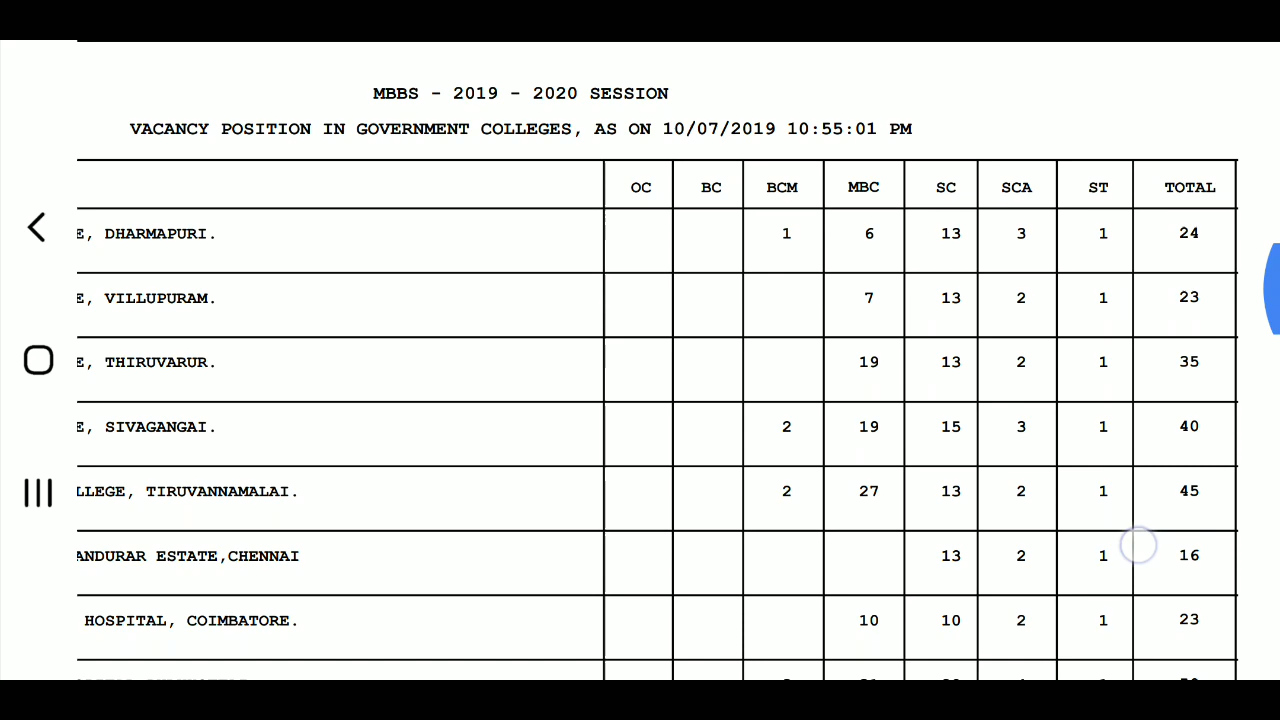 MBBS - 2019 - 2020 SESSION
VACANCY POSITION IN GOVERNMENT COLLEGES, AS ON 10/07/2019 10:55:01 PM
OC BC BCM MBC SC SCA ST TOTAL
E, DHARMAPURI. 1 6 13 3 1 24
E, VILLUPURAM. 7 13 2 1 23
E, THIRUVARUR. 19 13 2 1 35
E, SIVAGANGAI. 2 19 15 3 1 40
LLEGE, TIRUVANNAMALAI. 2 27 13 2 1 45
ANDURAR ESTATE,CHENNAI 13 2 1 16
HOSPITAL, COIMBATORE. 10 10 2 1 23